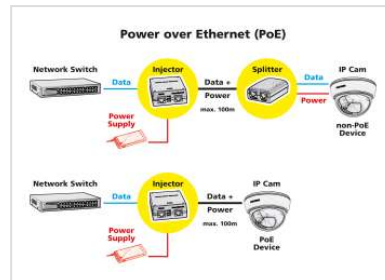 Power over Ethernet (PoE)
Network Switch
Injector
Splitter
IP Cam
Data
Data +
Power
max. 100m
Data
Power
Power
Supply
non-PoE
Device
Network Switch
Injector
IP Cam
Data
Data +
Power
max. 100m
Power
Supply
PoE
Device